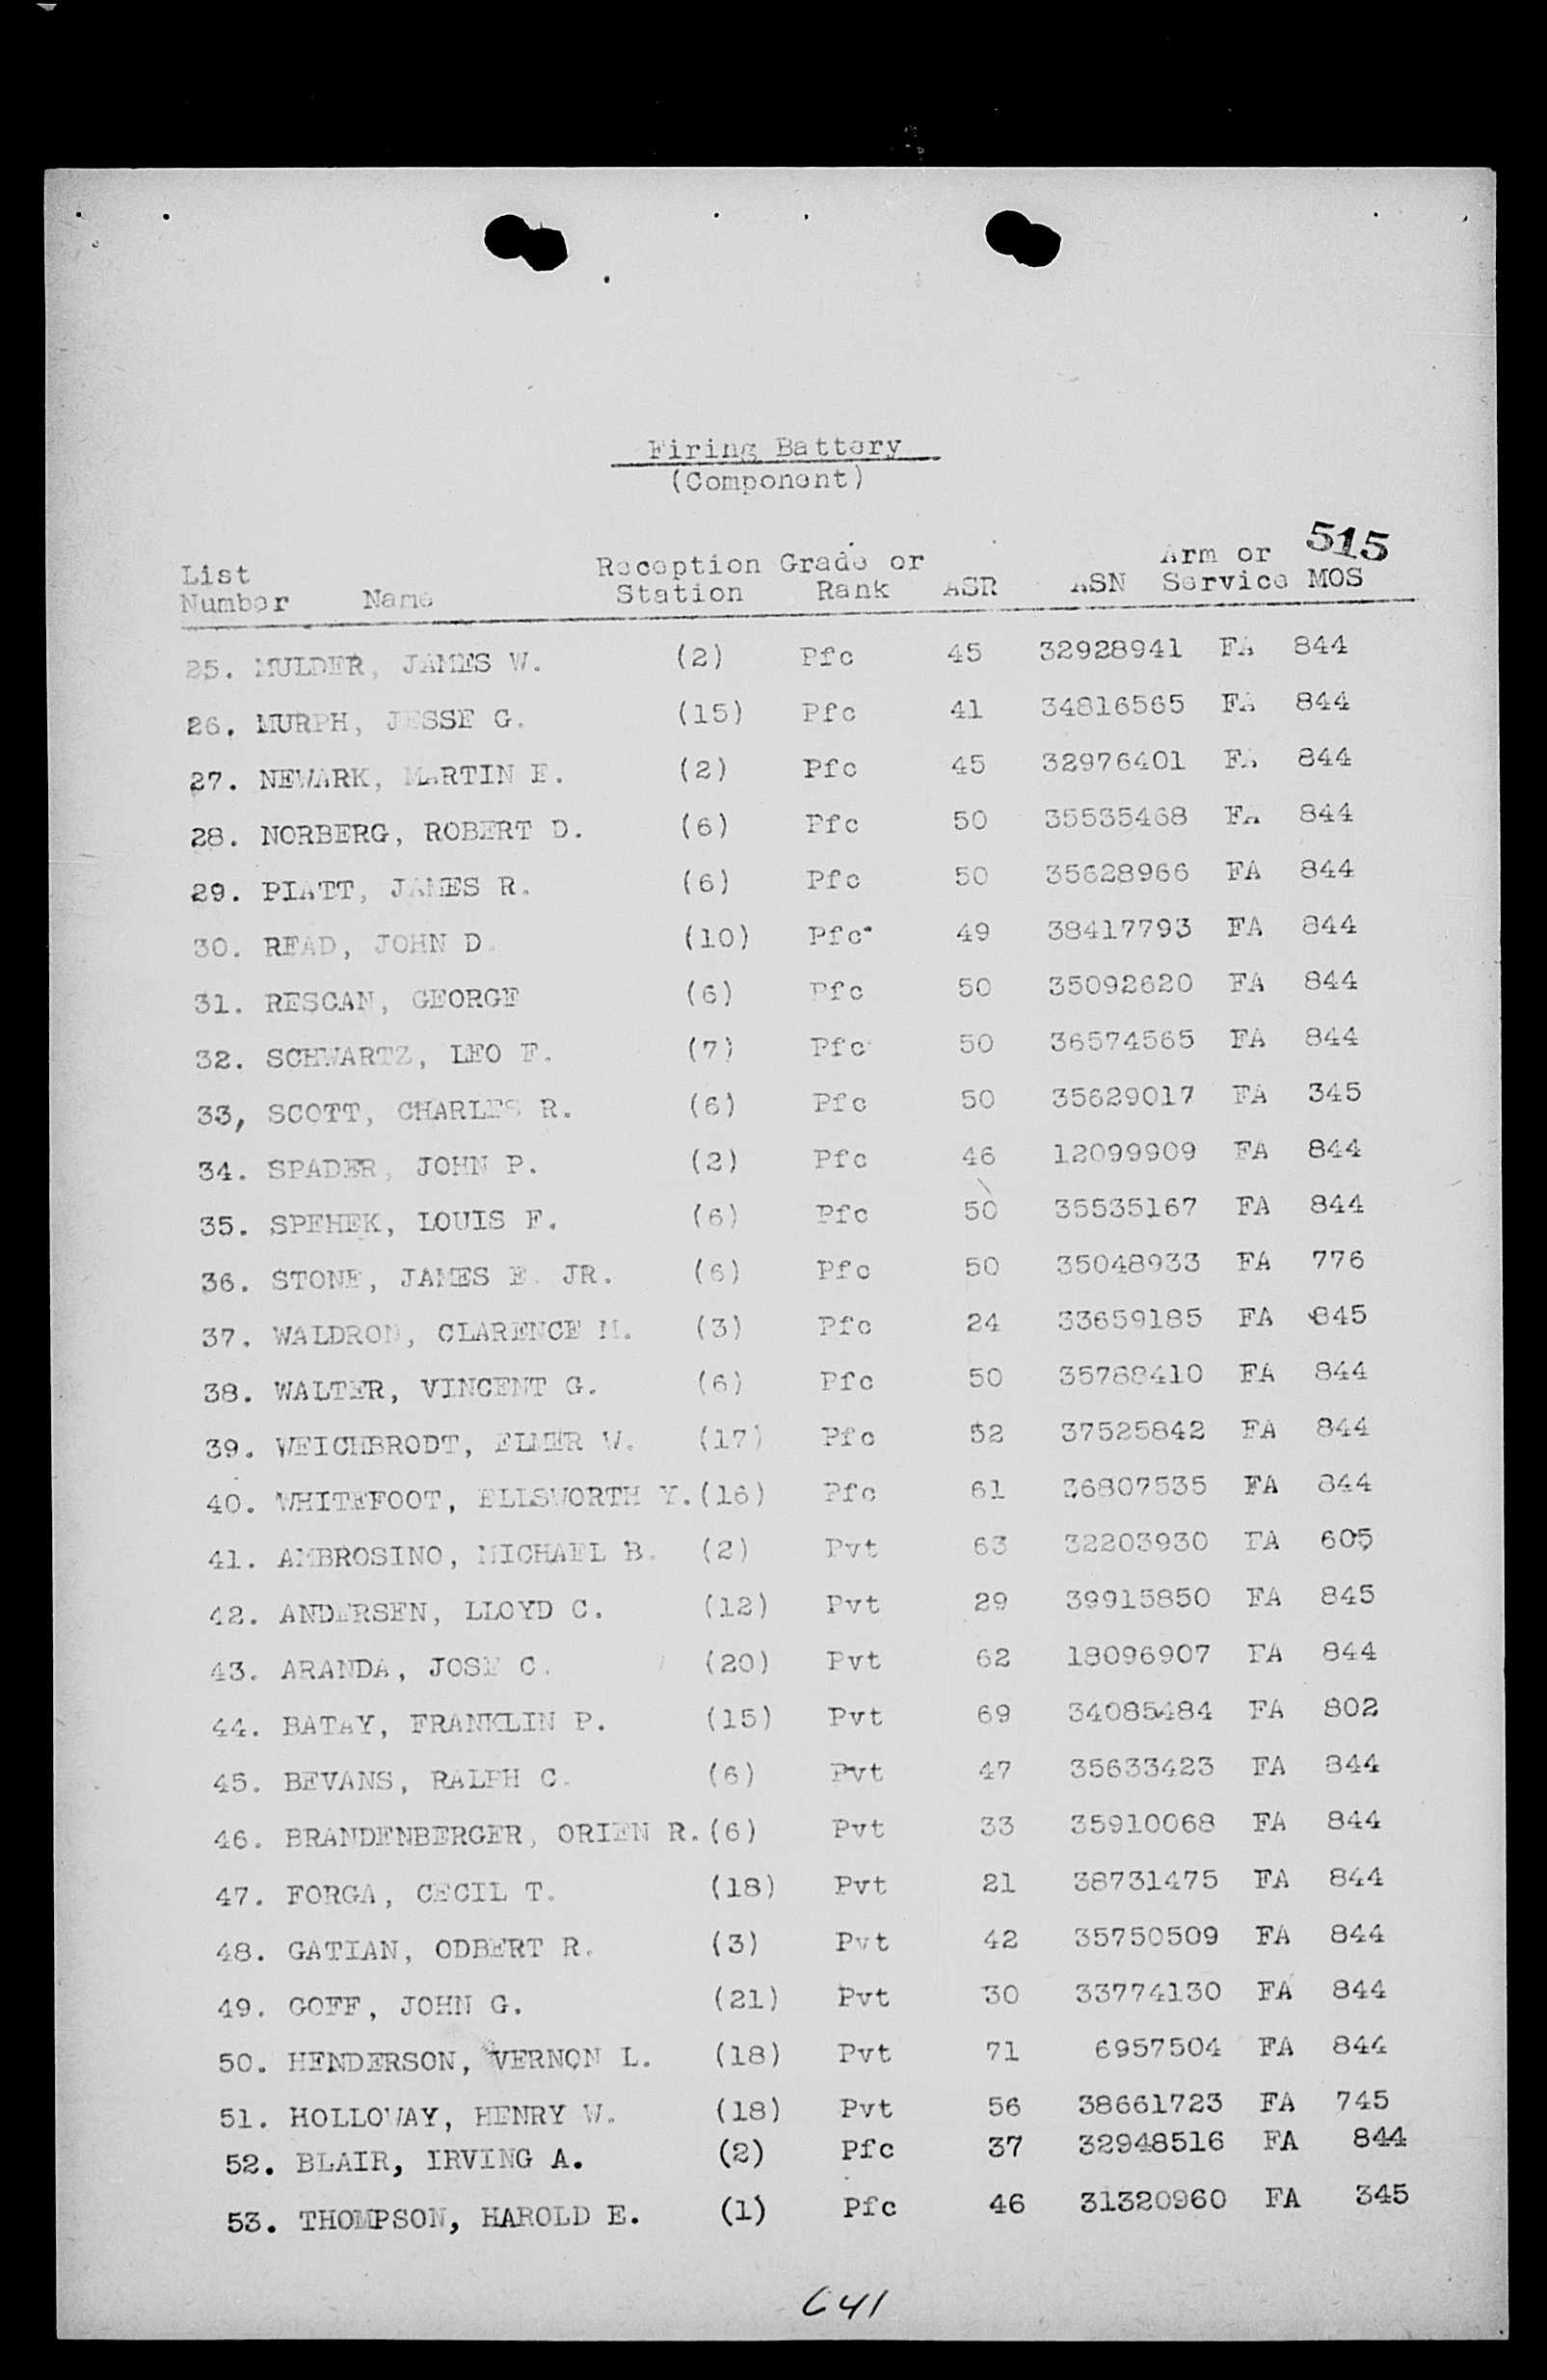 Firing Battery
(Component)
515
List Reception Grade or Arm or
Number Name Station Rank ASR ASN Service MOS
25. MULDER, JAMES W. (2) Pfc 45 32928941 FA 844
26. MURPH, JESSE G. (15) Pfc 41 34816565 FA 844
27. NEWARK, MARTIN E. (2) Pfc 45 32976401 FA 844
28. NORBERG, ROBERT D. (6) Pfc 50 35535468 FA 844
29. PIATT, JAMES R. (6) Pfc 50 35628966 FA 844
30. READ, JOHN D. (10) Pfc 49 38417793 FA 844
31. RESCAN, GEORGE (6) Pfc 50 35092620 FA 844
32. SCHWARTZ, LEO F. (7) Pfc 50 36574565 FA 844
33, SCOTT, CHARLES R. (6) Pfc 50 35629017 FA 345
34. SPADER, JOHN P. (2) Pfc 46 12099909 FA 844
35. SPEHEK, LOUIS F. (6) Pfc 50 35535167 FA 844
36. STONE, JAMES E. JR. (6) Pfc 50 35048933 FA 776
37. WALDRON, CLARENCE M. (3) Pfc 24 33659185 FA 845
38. WALTER, VINCENT G. (6) Pfc 50 35768410 FA 844
39. WEICHBRODT, ELMER W. (17) Pfc 52 37525842 FA 844
40. WHITEFOOT, ELLSWORTH Y.(16) Pfc 61 36807535 FA 844
41. AMBROSINO, MICHAEL B. (2) Pvt 63 32203930 FA 605
42. ANDERSEN, LLOYD C. (12) Pvt 29 39915850 FA 845
43. ARANDA, JOSE C. (20) Pvt 62 18096907 FA 844
44. BATAY, FRANKLIN P. (15) Pvt 69 34085484 FA 802
45. BEVANS, RALPH C. (6) Pvt 47 35633423 FA 844
46. BRANDENBERGER, ORIEN R.(6) Pvt 33 35910068 FA 844
47. FORGA, CECIL T. (18) Pvt 21 38731475 FA 844
48. GATIAN, ODBERT R. (3) Pvt 42 35750509 FA 844
49. GOFF, JOHN G. (21) Pvt 30 33774130 FA 844
50. HENDERSON, VERNON L. (18) Pvt 71 6957504 FA 844
51. HOLLOWAY, HENRY W. (18) Pvt 56 38661723 FA 745
52. BLAIR, IRVING A. (2) Pfc 37 32948516 FA 844
53. THOMPSON, HAROLD E. (1) Pfc 46 31320960 FA 345
641